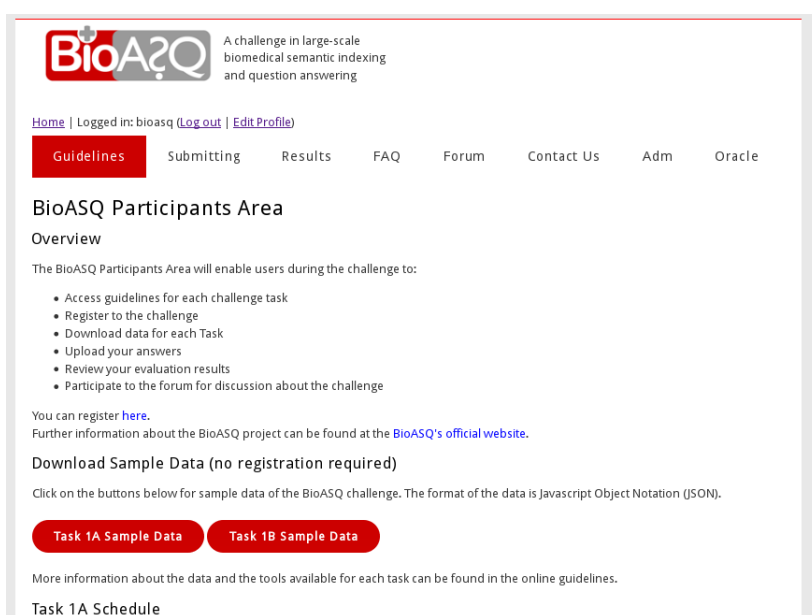 BioASQ
A challenge in large-scale
biomedical semantic indexing
and question answering
Home | Logged in: bioasq (Log out | Edit Profile)
Guidelines Submitting Results FAQ Forum Contact Us Adm Oracle
BioASQ Participants Area
Overview
The BioASQ Participants Area will enable users during the challenge to:
• Access guidelines for each challenge task
• Register to the challenge
• Download data for each Task
• Upload your answers
• Review your evaluation results
• Participate to the forum for discussion about the challenge
You can register here.
Further information about the BioASQ project can be found at the BioASQ's official website.
Download Sample Data (no registration required)
Click on the buttons below for sample data of the BioASQ challenge. The format of the data is Javascript Object Notation (JSON).
Task 1A Sample Data Task 1B Sample Data
More information about the data and the tools available for each task can be found in the online guidelines.
Task 1A Schedule